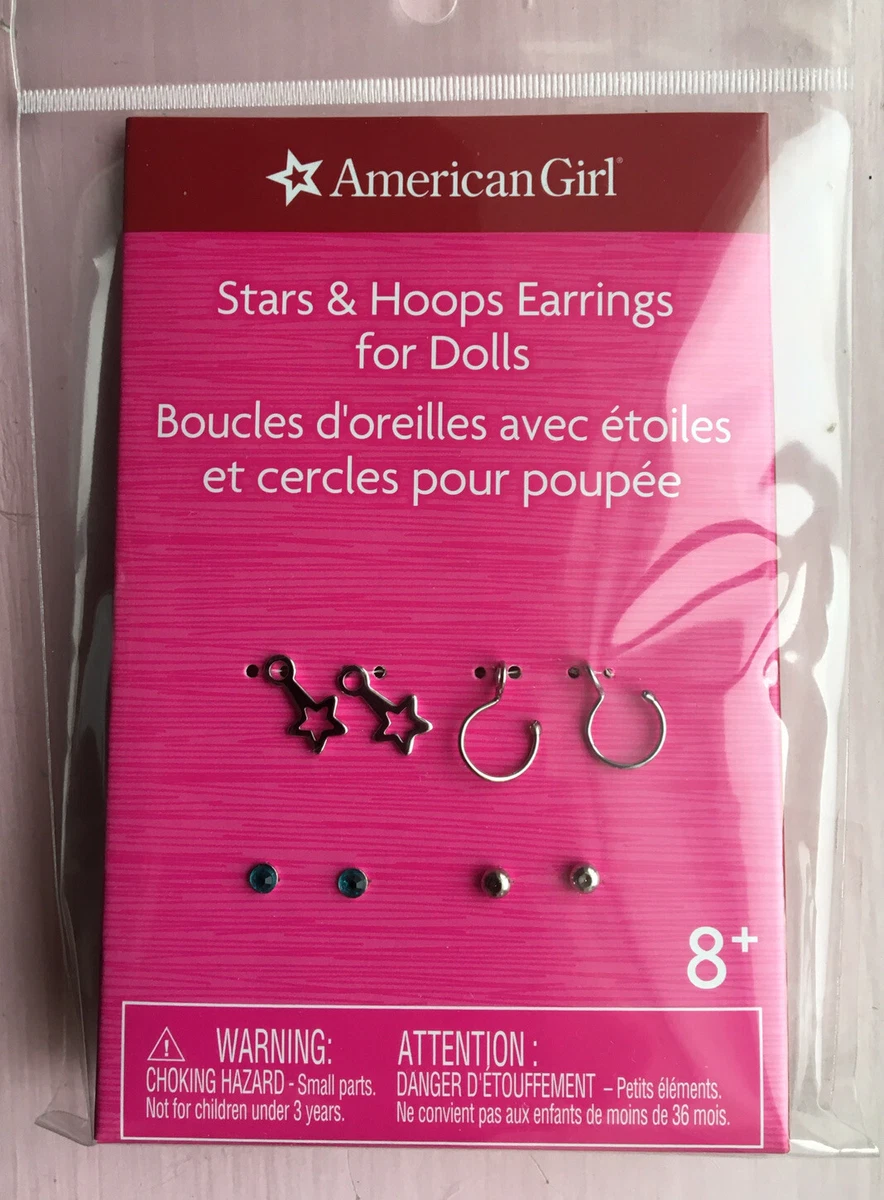 American Girl®
Stars & Hoops Earrings
for Dolls
Boucles d'oreilles avec étoiles
et cercles pour poupée
8+
WARNING:
CHOKING HAZARD - Small parts.
Not for children under 3 years.
ATTENTION :
DANGER D'ÉTOUFFEMENT – Petits éléments.
Ne convient pas aux enfants de moins de 36 mois.